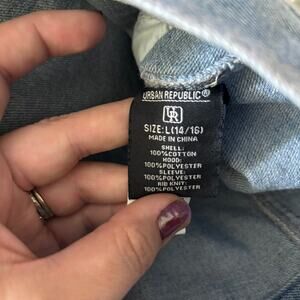 URBAN REPUBLIC®
UR
SIZE:L(14/16)
MADE IN CHINA
SHELL:
100%COTTON
HOOD:
100%POLYESTER
SLEEVE:
100%POLYESTER
RIB KNIT:
100%POLYESTER